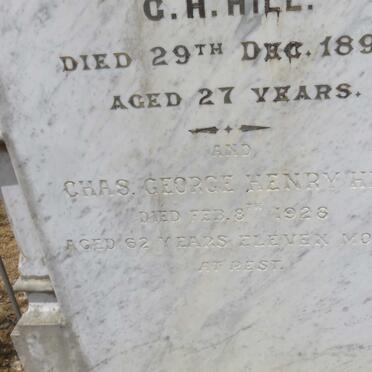 C.H.HILL.
DIED 29TH DEC. 189
AGED 27 YEARS.
AND
CHAS. GEORGE HENRY H
DIED FEB. 8TH 1928
AGED 62 YEARS ELEVEN MO
AT REST.